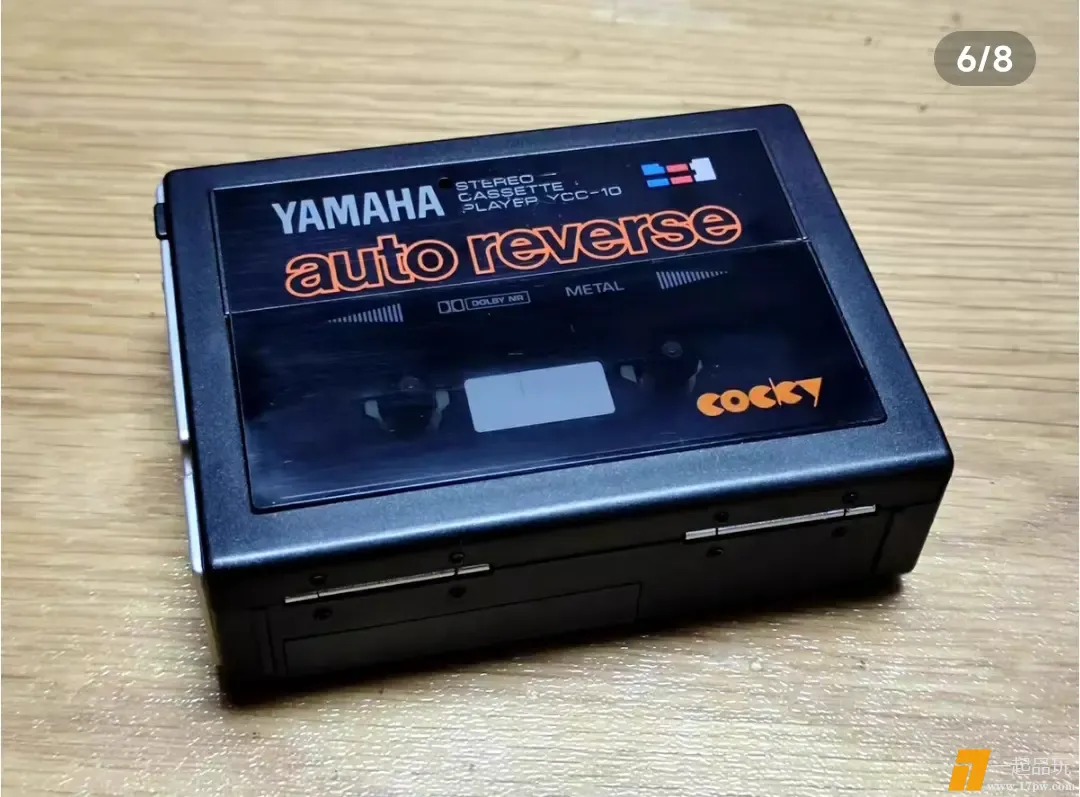 6/8
YAMAHA
STEREO
CASSETTE
PLAYER YCC-10
auto reverse
DOLBY NR
METAL
cocky
一起品玩
www.17pw.com